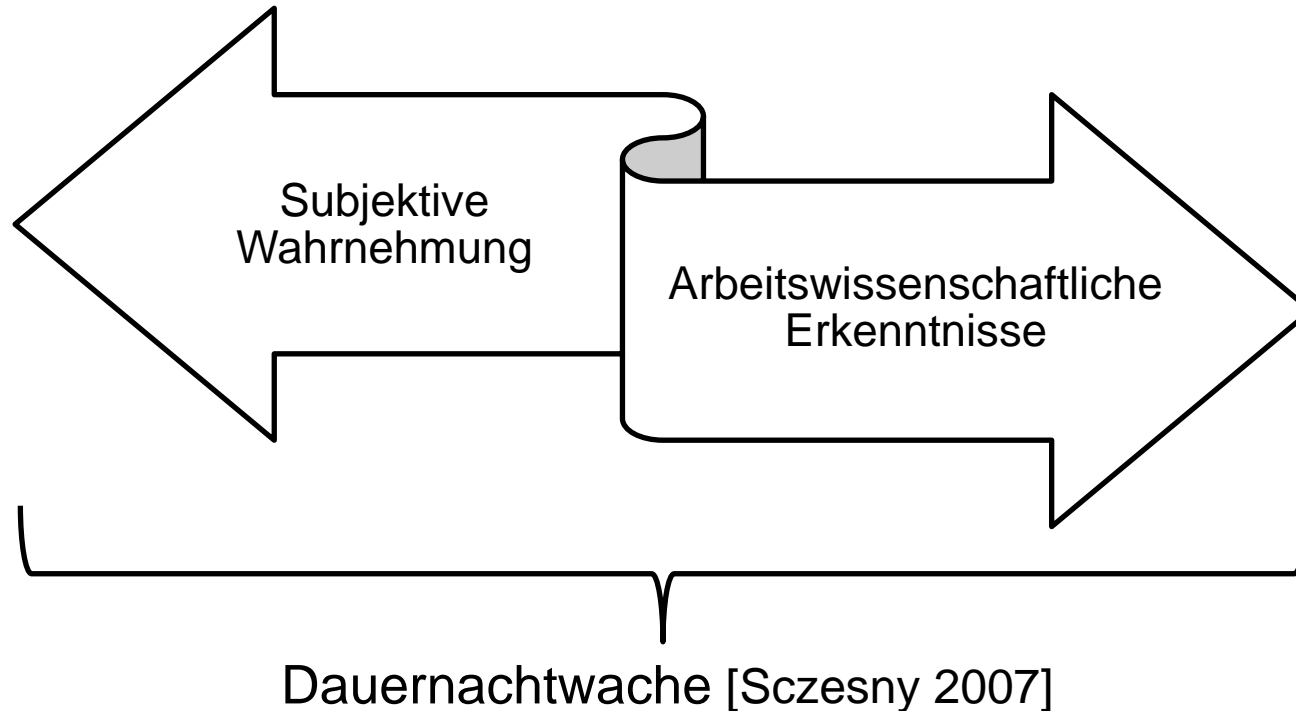 Subjektive
Wahrnehmung
Arbeitswissenschaftliche
Erkenntnisse
Dauernachtwache [Sczesny 2007]